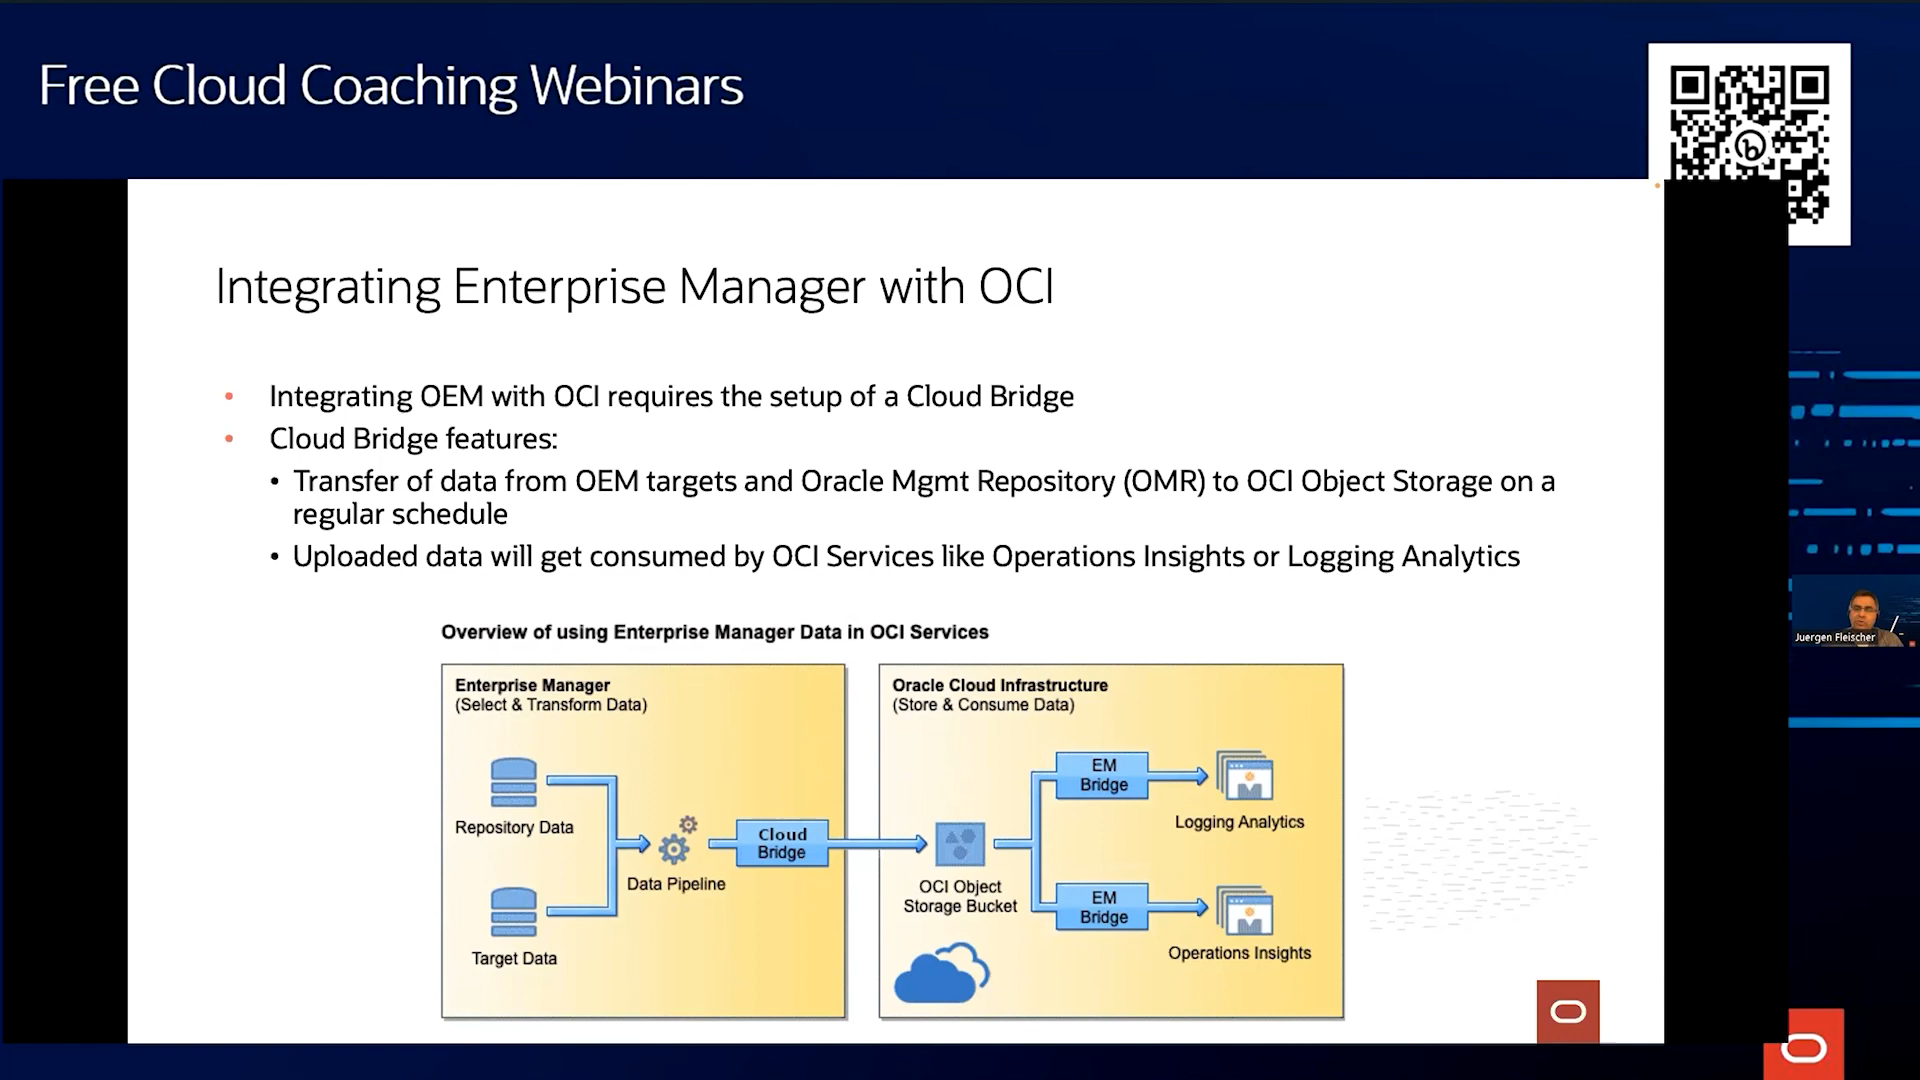 Free Cloud Coaching Webinars
Integrating Enterprise Manager with OCI
• Integrating OEM with OCI requires the setup of a Cloud Bridge
• Cloud Bridge features:
• Transfer of data from OEM targets and Oracle Mgmt Repository (OMR) to OCI Object Storage on a
regular schedule
• Uploaded data will get consumed by OCI Services like Operations Insights or Logging Analytics
Overview of using Enterprise Manager Data in OCI Services
Enterprise Manager
(Select & Transform Data)
Repository Data
Target Data
Data Pipeline
Cloud
Bridge
Oracle Cloud Infrastructure
(Store & Consume Data)
OCI Object
Storage Bucket
EM
Bridge
Logging Analytics
EM
Bridge
Operations Insights
Juergen Fleischer